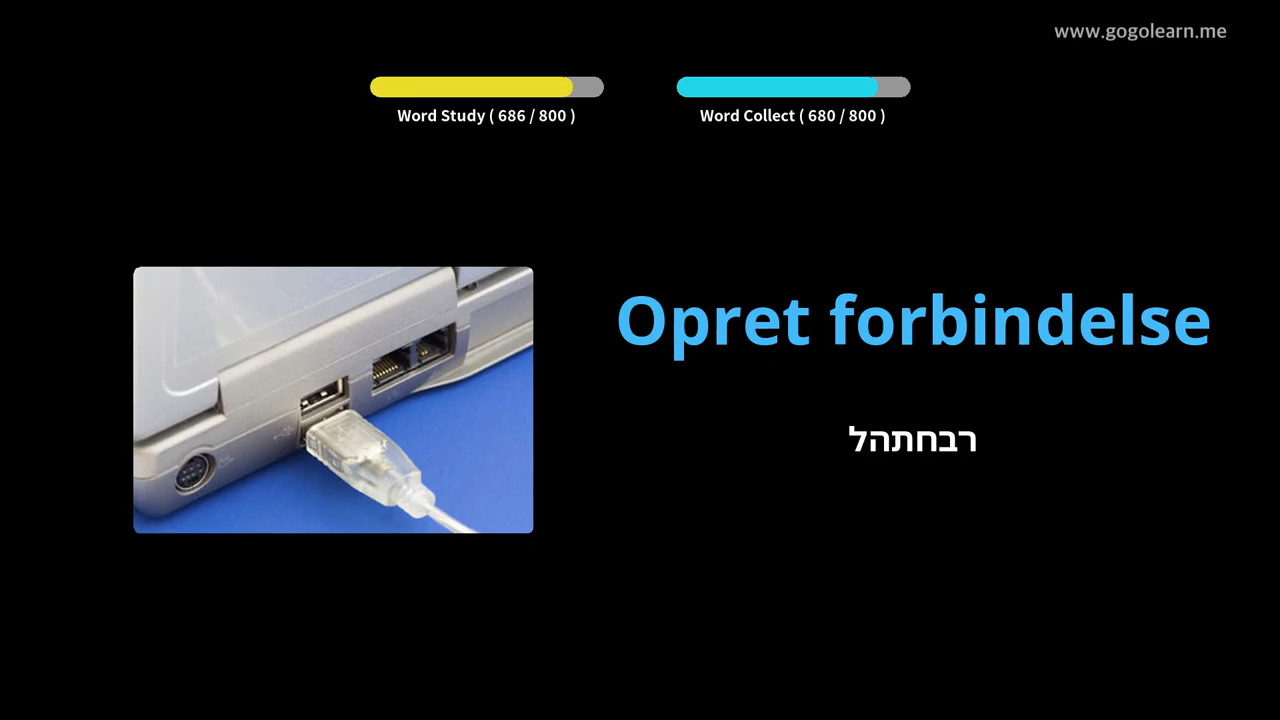 www.gogolearn.me
Word Study ( 686 / 800 )
Word Collect ( 680 / 800 )
Opret forbindelse
רבחתהל